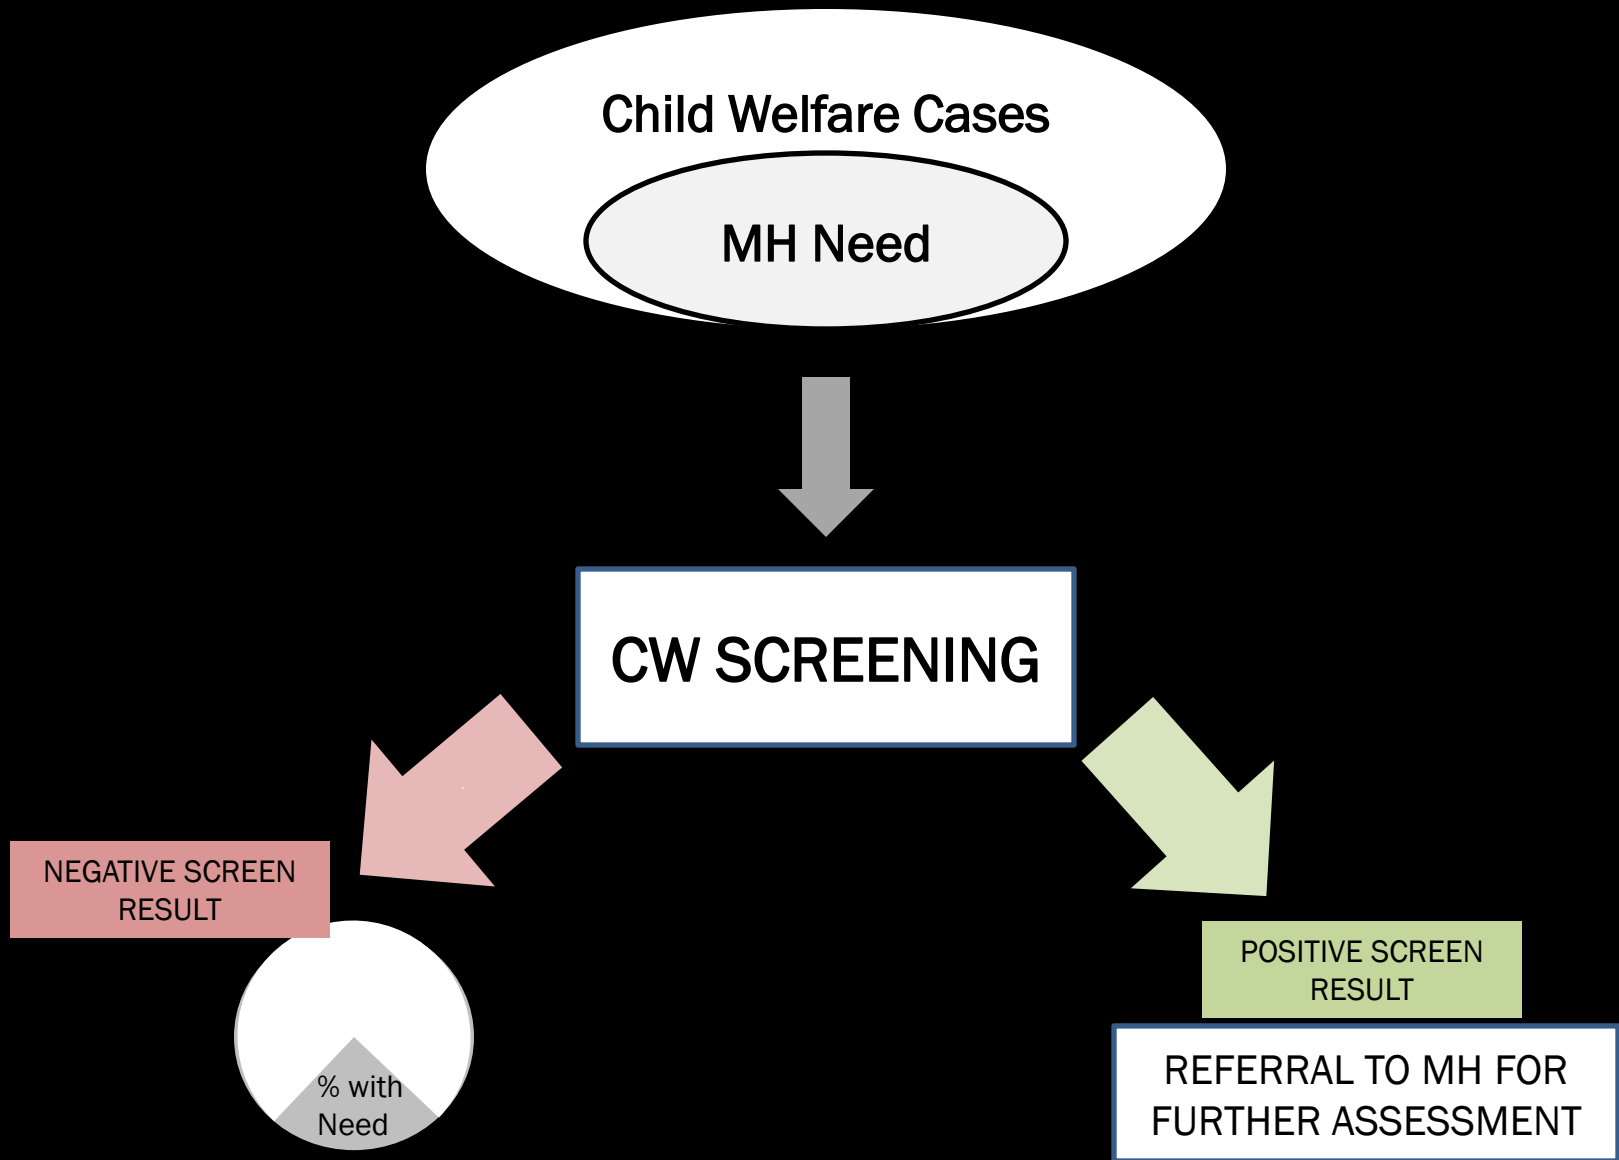 Child Welfare Cases
MH Need
CW SCREENING
NEGATIVE SCREEN
RESULT
% with
Need
POSITIVE SCREEN
RESULT
REFERRAL TO MH FOR
FURTHER ASSESSMENT